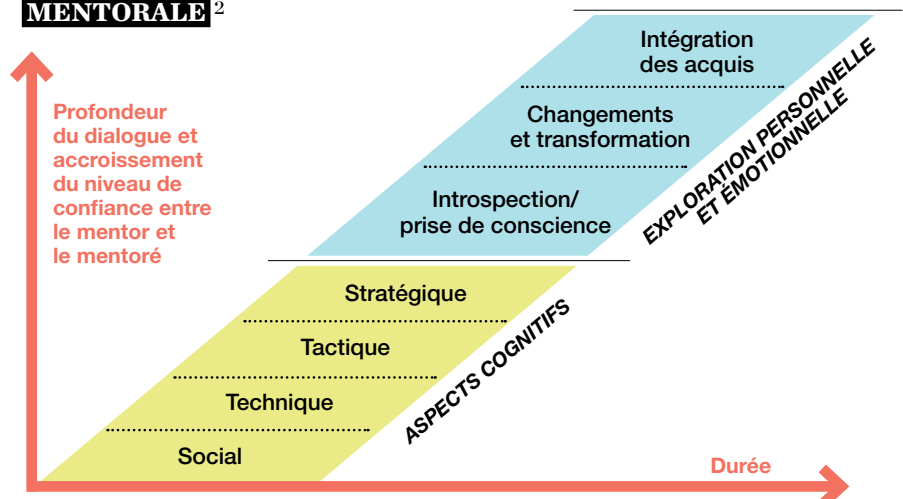 MENTORALE 2
Profondeur
du dialogue et
accroissement
du niveau de
confiance entre
le mentor et
le mentoré
Intégration
des acquis
Changements
et transformation
Introspection/
prise de conscience
EXPLORATION PERSONNELLE
ET ÉMOTIONNELLE
Stratégique
Tactique
Technique
Social
ASPECTS COGNITIFS
Durée